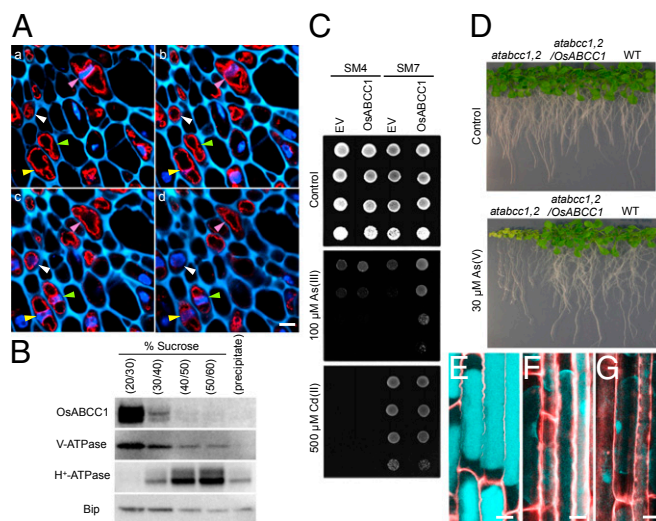 A
a
b
c
d
B
% Sucrose
(20/30)
(30/40)
(40/50)
(50/60)
(precipitate)
OsABCC1
V-ATPase
H⁺-ATPase
Bip
C
SM4
SM7
EV
OsABCC1
EV
OsABCC1
Control
100 µM As(III)
500 µM Cd(II)
D
atabcc1,2
atabcc1,2
/OsABCC1
WT
Control
atabcc1,2
atabcc1,2
/OsABCC1
WT
30 µM As(V)
E
F
G